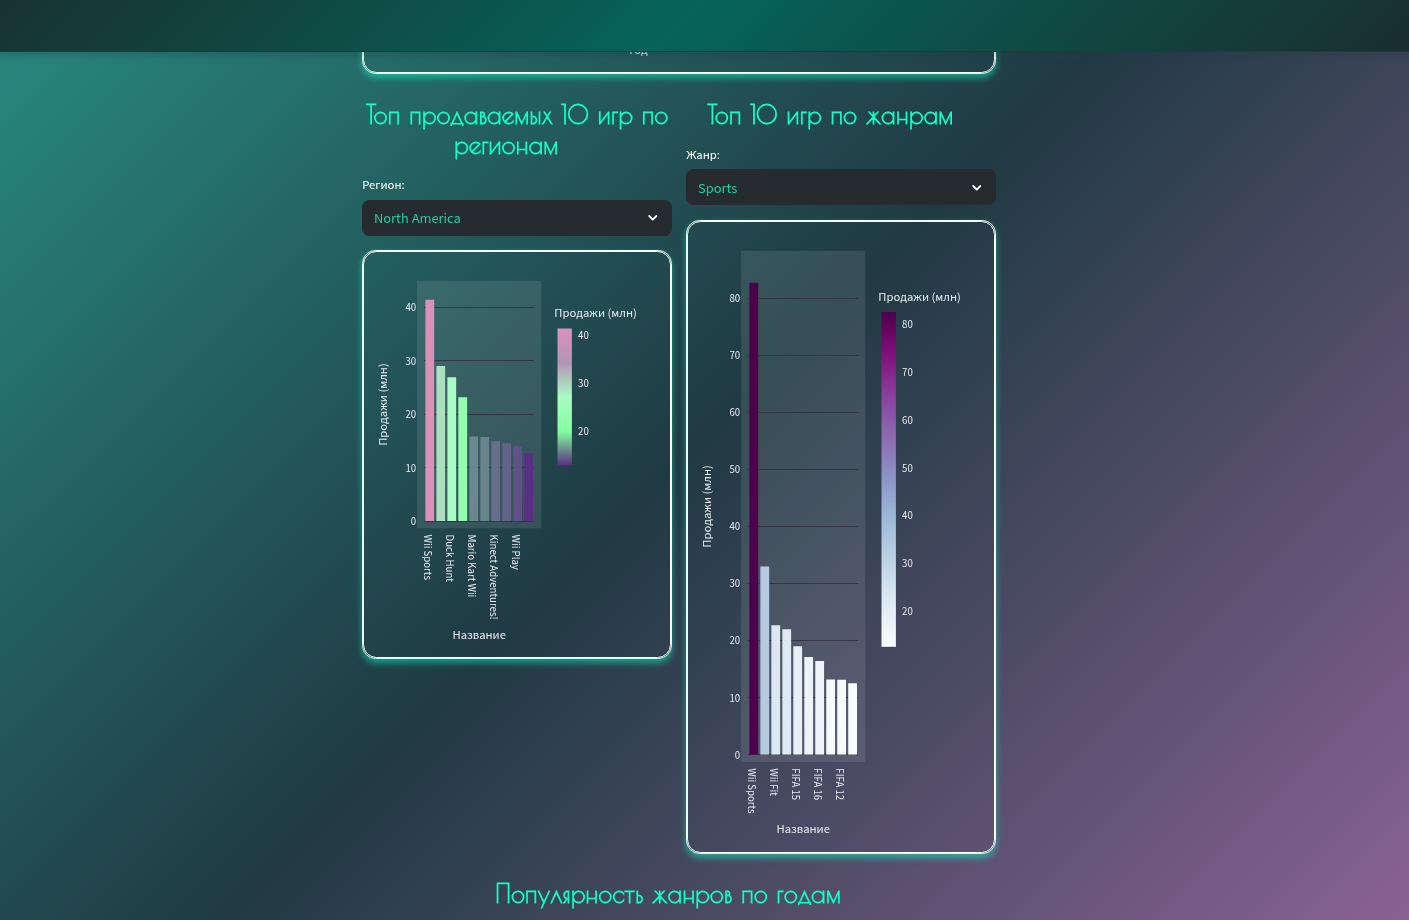 Год
Топ продаваемых 10 игр по
регионам
Регион:
North America
Продажи (млн)
40
30
20
10
0
Продажи (млн)
40
30
20
Wii Sports
Duck Hunt
Mario Kart Wii
Kinect Adventures!
Wii Play
Название
Топ 10 игр по жанрам
Жанр:
Sports
Продажи (млн)
80
70
60
50
40
30
20
10
0
Продажи (млн)
80
70
60
50
40
30
20
Wii Sports
Wii Fit
FIFA 15
FIFA 16
FIFA 12
Название
Популярность жанров по годам